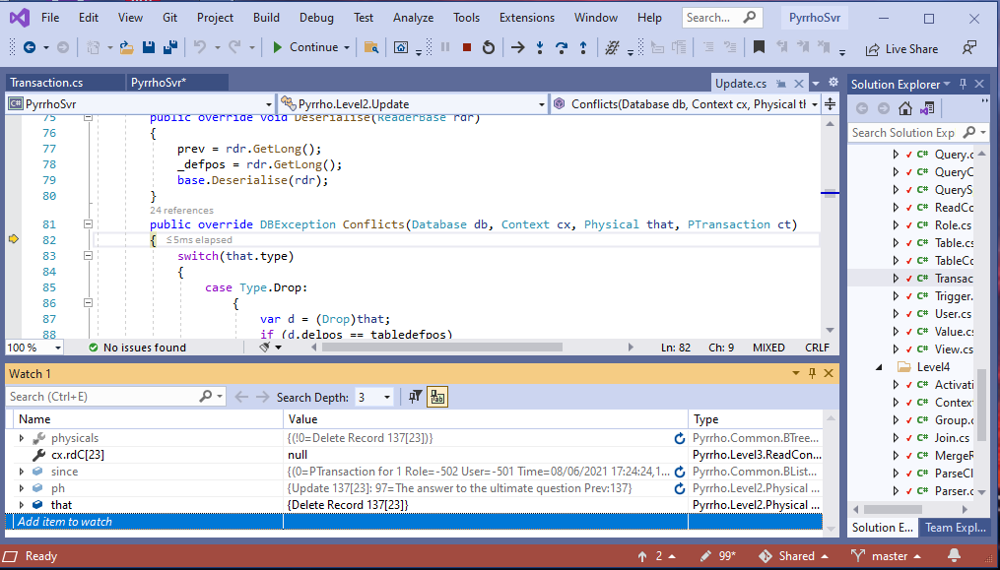 File Edit View Git Project Build Debug Test Analyze Tools Extensions Window Help Search... PyrrhoSvr
Continue Live Share
Transaction.cs PyrrhoSvr* Update.cs
PyrrhoSvr Pyrrho.Level2.Update Conflicts(Database db, Context cx, Physical th
75 public override void Deserialise(ReaderBase rdr)
76 {
77 prev = rdr.GetLong();
78 _defpos = rdr.GetLong();
79 base.Deserialise(rdr);
80 }
24 references
81 public override DBException Conflicts(Database db, Context cx, Physical that, PTransaction ct)
82 { ≤5ms elapsed
83 switch(that.type)
84 {
85 case Type.Drop:
86 {
87 var d = (Drop)that;
88 if (d.delpos == tabledefpos)
100 % No issues found Ln: 82 Ch: 9 MIXED CRLF
Watch 1
Search (Ctrl+E) Search Depth: 3
Name Value Type
physicals {(!0=Delete Record 137[23])} Pyrrho.Common.BTree...
cx.rdC[23] null Pyrrho.Level3.ReadCon...
since {(0=PTransaction for 1 Role=-502 User=-501 Time=08/06/2021 17:24:24,1... Pyrrho.Common.BList...
ph {Update 137[23]: 97=The answer to the ultimate question Prev:137} Pyrrho.Level2.Physical ...
that {Delete Record 137[23]} Pyrrho.Level2.Physical ...
Add item to watch
Solution Explorer
Search Solution Exp
C# Query.c
C# QueryC
C# QueryS
C# ReadCo
C# Role.cs
C# Table.cs
C# TableCo
C# Transac
C# Trigger.
C# User.cs
C# Value.cs
C# View.cs
Level4
C# Activati
C# Context
C# Group.c
C# Join.cs
C# MergeR
C# ParseCl
C# Parser.c
Solution E... Team Expl...
Ready 2 99* Shared master